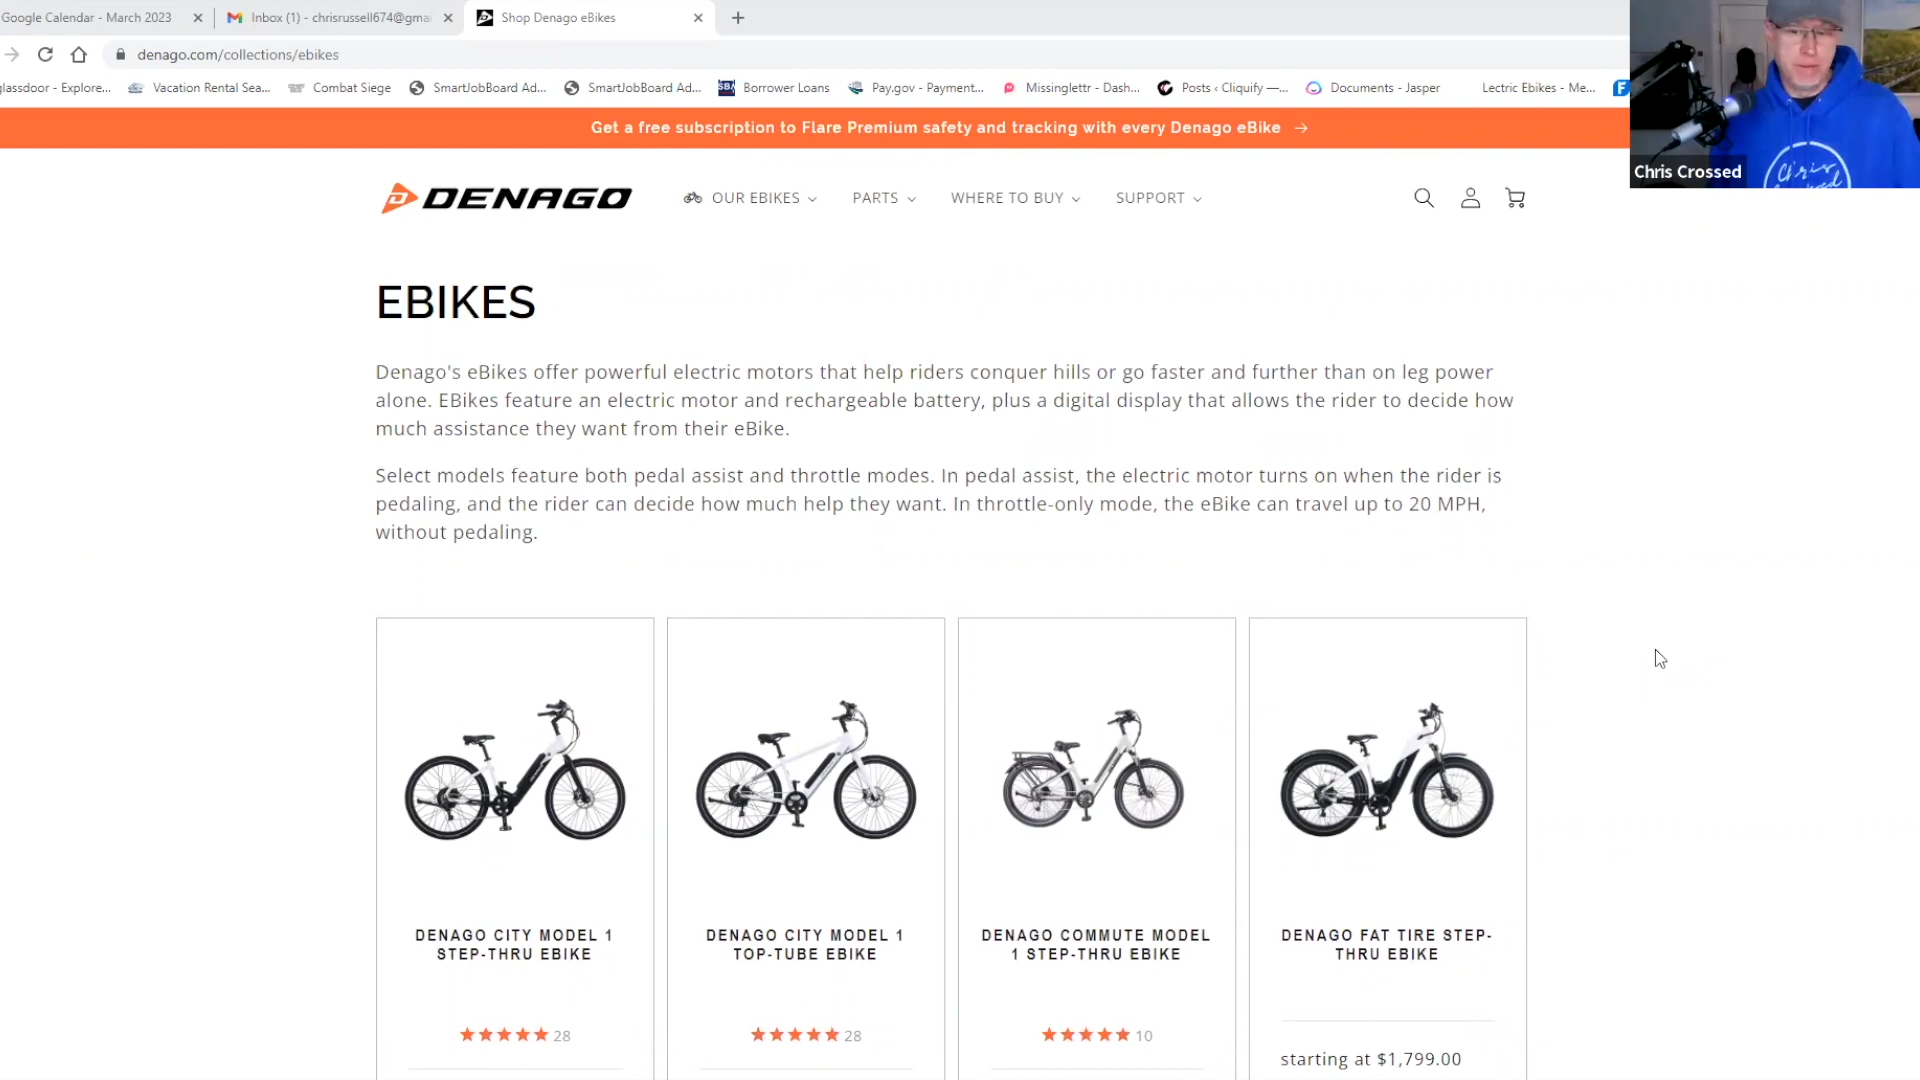 Google Calendar - March 2023
Inbox (1) - chrisrussell674@gmai
Shop Denago eBikes
denago.com/collections/ebikes
glassdoor - Explore...
Vacation Rental Sea...
Combat Siege
SmartJobBoard Ad...
SmartJobBoard Ad...
SBA
Borrower Loans
Pay.gov - Payment...
Missinglettr - Dash...
Posts ‹ Cliquify —...
Documents - Jasper
Lectric Ebikes - Me...
Get a free subscription to Flare Premium safety and tracking with every Denago eBike →
Chris
Chris Crossed
DENAGO
OUR EBIKES
PARTS
WHERE TO BUY
SUPPORT
EBIKES
Denago's eBikes offer powerful electric motors that help riders conquer hills or go faster and further than on leg power
alone. EBikes feature an electric motor and rechargeable battery, plus a digital display that allows the rider to decide how
much assistance they want from their eBike.
Select models feature both pedal assist and throttle modes. In pedal assist, the electric motor turns on when the rider is
pedaling, and the rider can decide how much help they want. In throttle-only mode, the eBike can travel up to 20 MPH,
without pedaling.
DENAGO CITY MODEL 1
STEP-THRU EBIKE
28
DENAGO CITY MODEL 1
TOP-TUBE EBIKE
28
DENAGO COMMUTE MODEL
1 STEP-THRU EBIKE
10
DENAGO FAT TIRE STEP-
THRU EBIKE
starting at $1,799.00